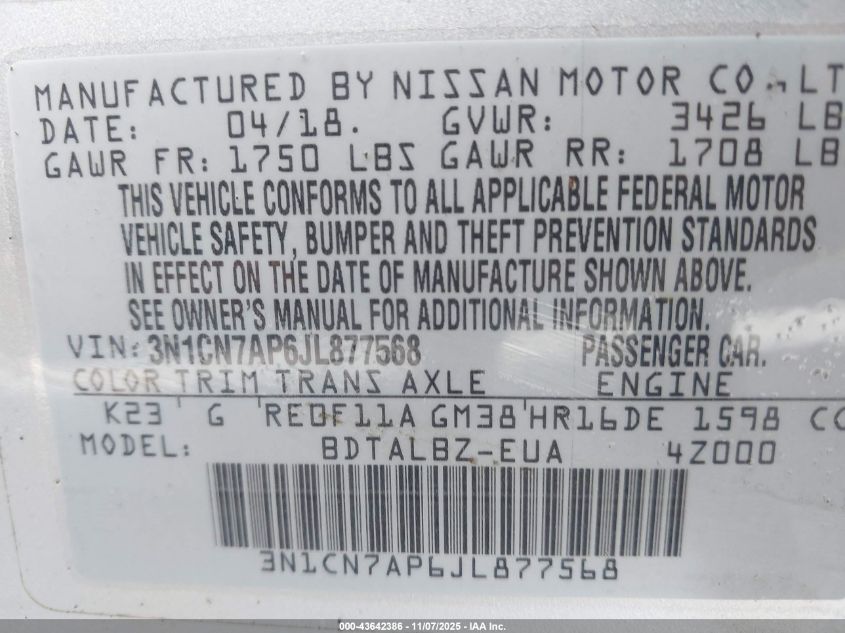 MANUFACTURED BY NISSAN MOTOR CO., LT
DATE: 04/18. GVWR: 3426 LB
GAWR FR: 1750 LBS GAWR RR: 1708 LB
THIS VEHICLE CONFORMS TO ALL APPLICABLE FEDERAL MOTOR
VEHICLE SAFETY, BUMPER AND THEFT PREVENTION STANDARDS
IN EFFECT ON THE DATE OF MANUFACTURE SHOWN ABOVE.
SEE OWNER'S MANUAL FOR ADDITIONAL INFORMATION.
VIN: 3N1CN7AP6JL877568 PASSENGER CAR.
COLOR TRIM TRANS AXLE ENGINE
K23 G RE0F11A GM38 HR16DE 1598 CC
MODEL: BDTALBZ-EUA 4Z000
3N1CN7AP6JL877568
000-43642386 - 11/07/2025 - IAA Inc.